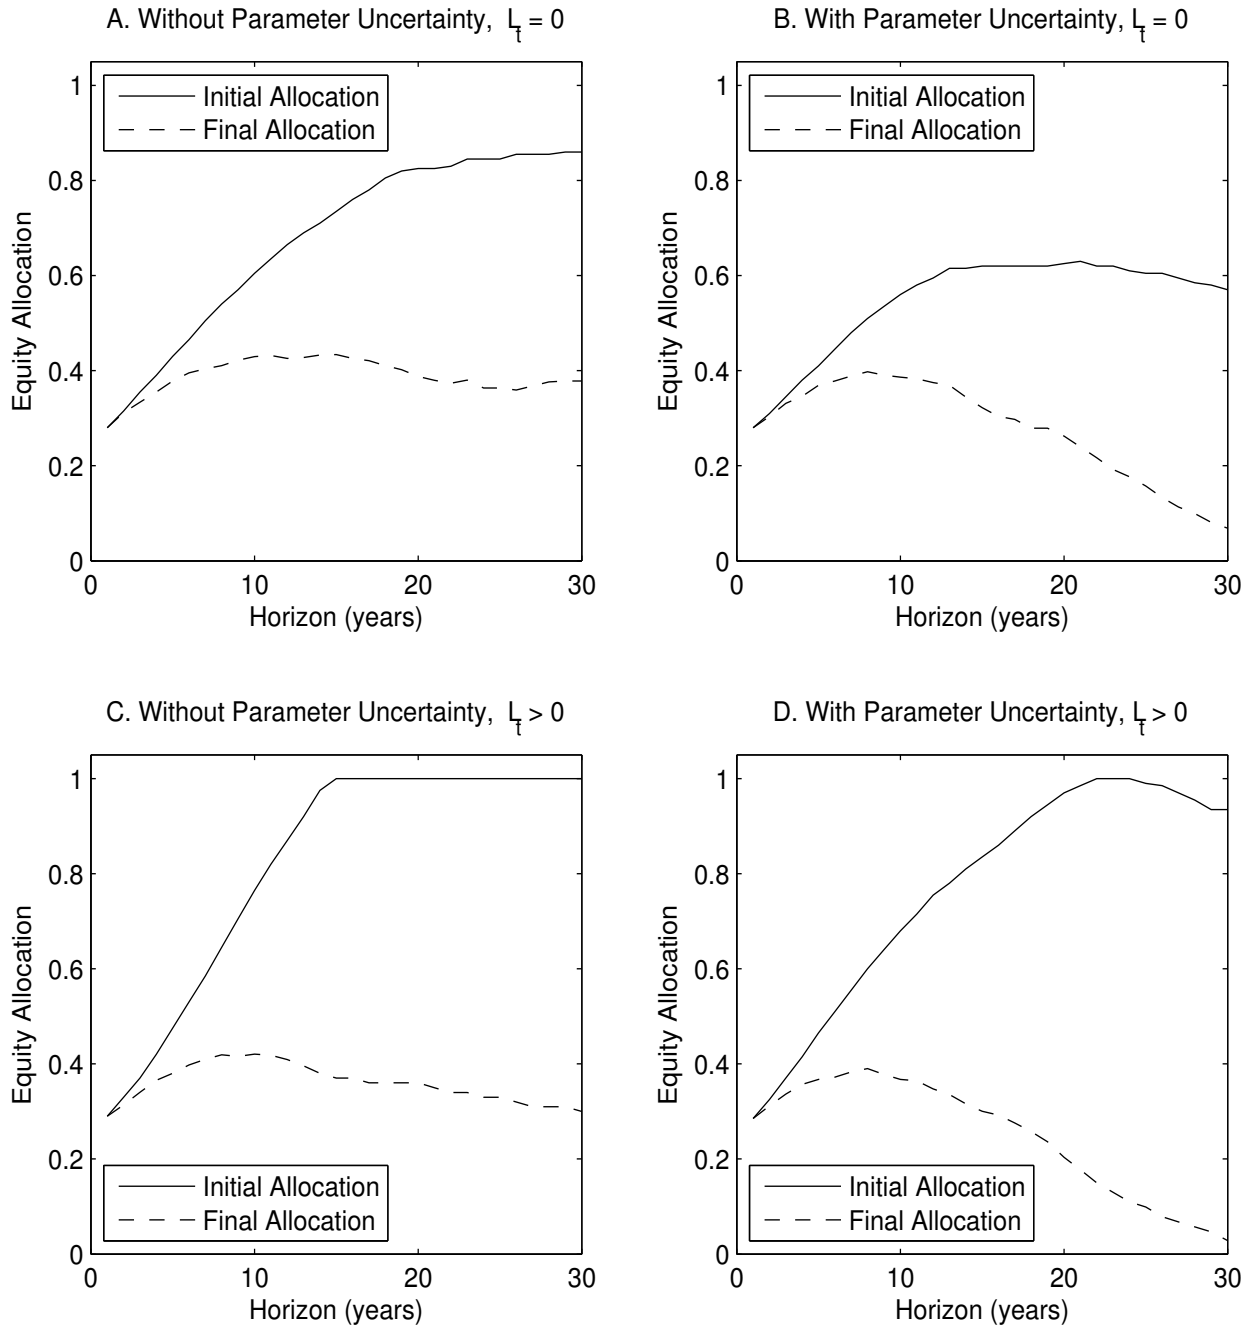 A. Without Parameter Uncertainty, L_t = 0
1
0.8
0.6
0.4
0.2
0
0 10 20 30
Equity Allocation
Horizon (years)
Initial Allocation
Final Allocation
B. With Parameter Uncertainty, L_t = 0
1
0.8
0.6
0.4
0.2
0
0 10 20 30
Equity Allocation
Horizon (years)
Initial Allocation
Final Allocation
C. Without Parameter Uncertainty, L_t > 0
1
0.8
0.6
0.4
0.2
0
0 10 20 30
Equity Allocation
Horizon (years)
Initial Allocation
Final Allocation
D. With Parameter Uncertainty, L_t > 0
1
0.8
0.6
0.4
0.2
0
0 10 20 30
Equity Allocation
Horizon (years)
Initial Allocation
Final Allocation